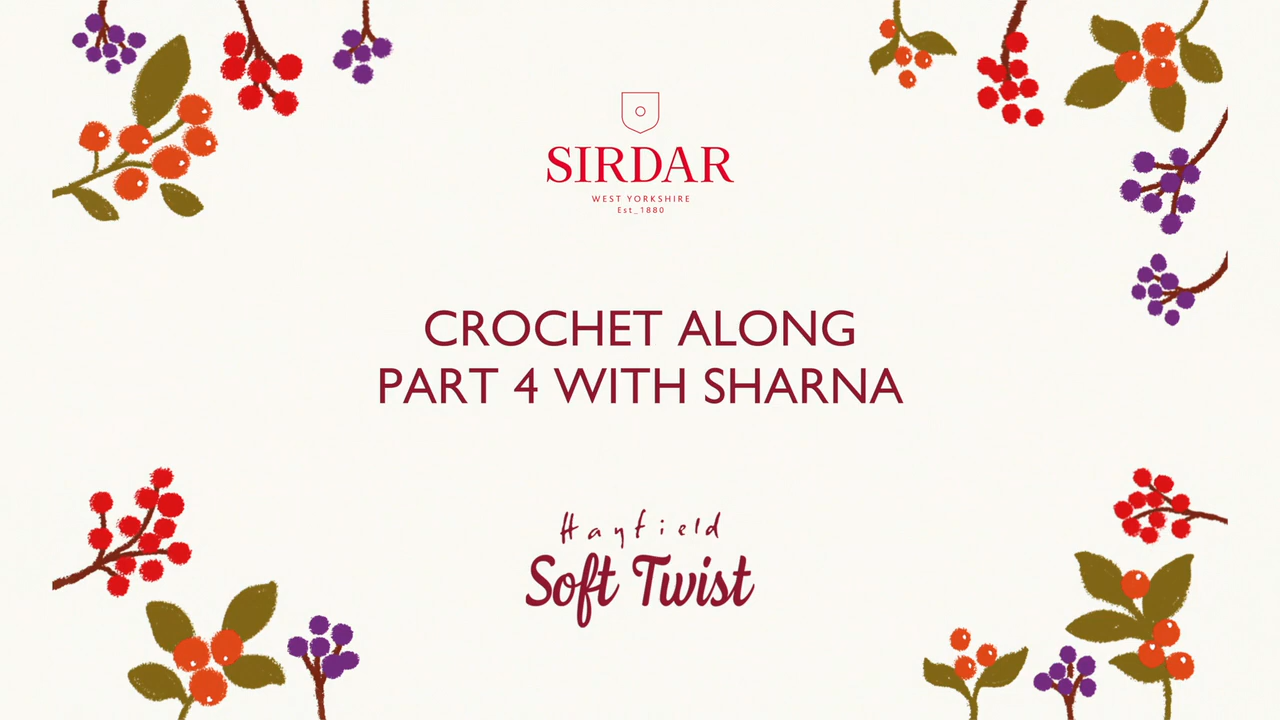 SIRDAR
WEST YORKSHIRE
Est_1880
CROCHET ALONG
PART 4 WITH SHARNA
Hayfield
Soft Twist